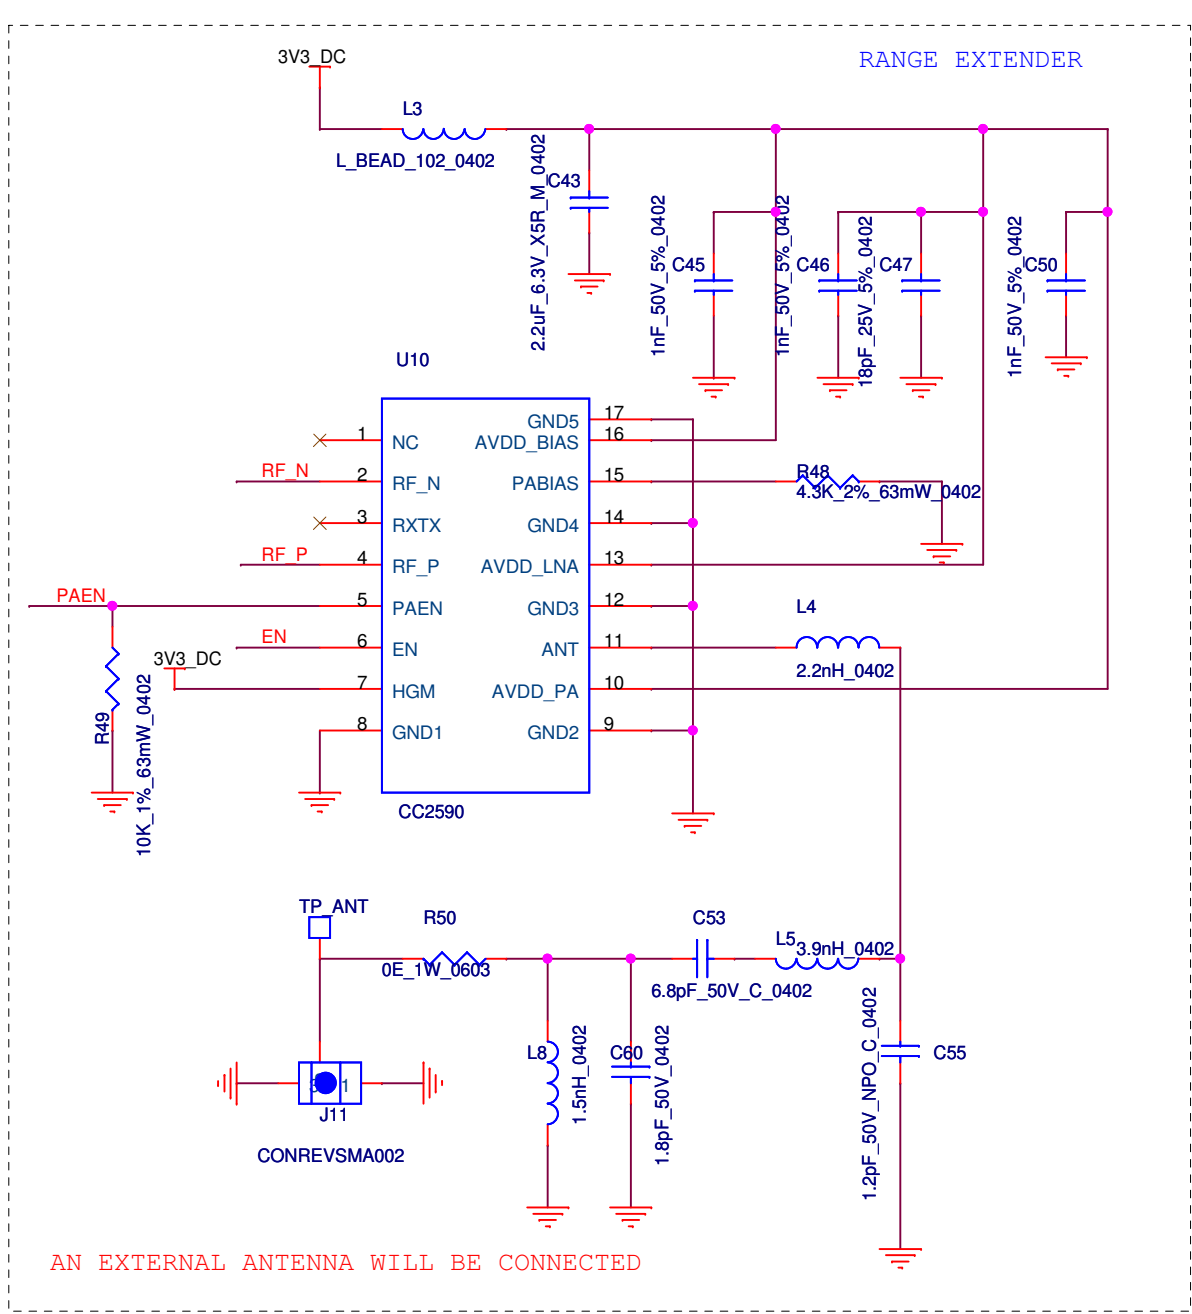 3V3_DC
RANGE EXTENDER
L3
L_BEAD_102_0402
C43
2.2uF_6.3V_X5R_M_0402
C45
1nF_50V_5%_0402
C46
1nF_50V_5%_0402
C47
18pF_25V_5%_0402
C50
1nF_50V_5%_0402
U10
1 NC
2 RF_N
3 RXTX
4 RF_P
5 PAEN
6 EN
7 HGM
8 GND1
GND5 17
AVDD_BIAS 16
PABIAS 15
GND4 14
AVDD_LNA 13
GND3 12
ANT 11
AVDD_PA 10
GND2 9
CC2590
RF_N
RF_P
PAEN
EN
3V3_DC
R49
10K_1%_63mW_0402
R48
4.3K_2%_63mW_0402
L4
2.2nH_0402
TP_ANT
R50
0E_1W_0603
C53
6.8pF_50V_C_0402
L5
3.9nH_0402
L8
1.5nH_0402
C60
1.8pF_50V_0402
C55
1.2pF_50V_NPO_C_0402
1
J11
CONREVSMA002
AN EXTERNAL ANTENNA WILL BE CONNECTED